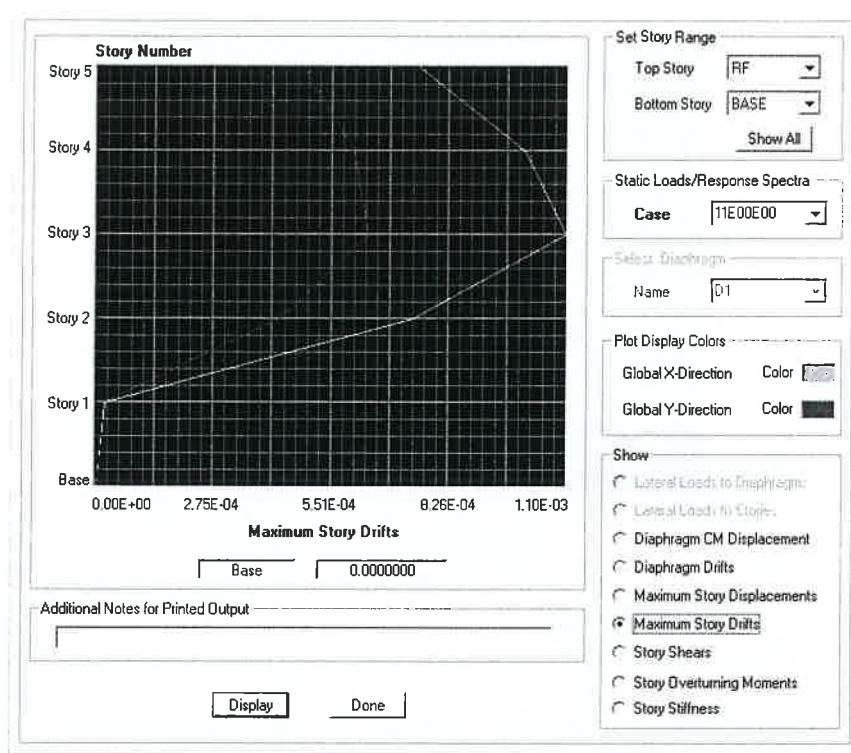 Story Number
Story 5
Story 4
Story 3
Story 2
Story 1
Base
0.00E+00 2.75E-04 5.51E-04 8.26E-04 1.10E-03
Maximum Story Drifts
Base 0.0000000
Additional Notes for Printed Output
Display Done
Set Story Range
Top Story RF
Bottom Story BASE
Show All
Static Loads/Response Spectra
Case 11E00E00
Select Diaphragm
Name D1
Plot Display Colors
Global X-Direction Color
Global Y-Direction Color
Show
Lateral Loads to Diaphragms
Lateral Loads to Stories
Diaphragm CM Displacement
Diaphragm Drifts
Maximum Story Displacements
Maximum Story Drifts
Story Shears
Story Overturning Moments
Story Stiffness